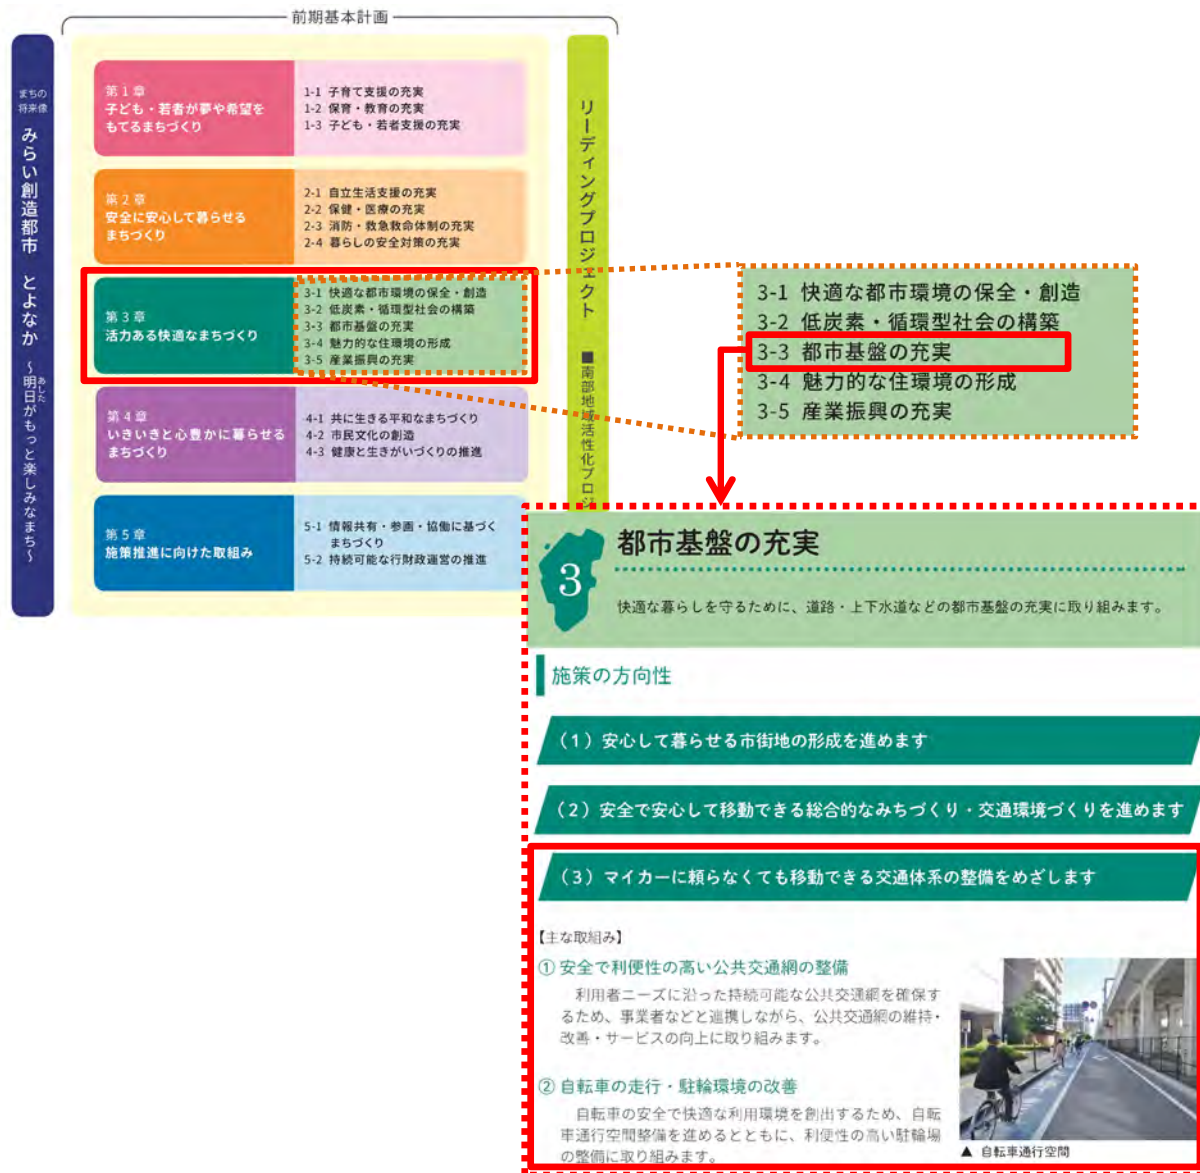 前期基本計画
まちの
将来像
みらい創造都市 とよなか ～明日がもっと楽しみなまち～
あした
第1章
子ども・若者が夢や希望を
もてるまちづくり
1-1 子育て支援の充実
1-2 保育・教育の充実
1-3 子ども・若者支援の充実
第2章
安全に安心して暮らせる
まちづくり
2-1 自立生活支援の充実
2-2 保健・医療の充実
2-3 消防・救急救命体制の充実
2-4 暮らしの安全対策の充実
第3章
活力ある快適なまちづくり
3-1 快適な都市環境の保全・創造
3-2 低炭素・循環型社会の構築
3-3 都市基盤の充実
3-4 魅力的な住環境の形成
3-5 産業振興の充実
第4章
いきいきと心豊かに暮らせる
まちづくり
4-1 共に生きる平和なまちづくり
4-2 市民文化の創造
4-3 健康と生きがいづくりの推進
第5章
施策推進に向けた取組み
5-1 情報共有・参画・協働に基づく
まちづくり
5-2 持続可能な行財政運営の推進
リーディングプロジェクト ■南部地域活性化プロジ
3-1 快適な都市環境の保全・創造
3-2 低炭素・循環型社会の構築
3-3 都市基盤の充実
3-4 魅力的な住環境の形成
3-5 産業振興の充実
3
都市基盤の充実
快適な暮らしを守るために、道路・上下水道などの都市基盤の充実に取り組みます。
施策の方向性
（1）安心して暮らせる市街地の形成を進めます
（2）安全で安心して移動できる総合的なみちづくり・交通環境づくりを進めます
（3）マイカーに頼らなくても移動できる交通体系の整備をめざします
【主な取組み】
① 安全で利便性の高い公共交通網の整備
利用者ニーズに沿った持続可能な公共交通網を確保す
るため、事業者などと連携しながら、公共交通網の維持・
改善・サービスの向上に取り組みます。
② 自転車の走行・駐輪環境の改善
自転車の安全で快適な利用環境を創出するため、自転
車通行空間整備を進めるとともに、利便性の高い駐輪場
の整備に取り組みます。
▲ 自転車通行空間